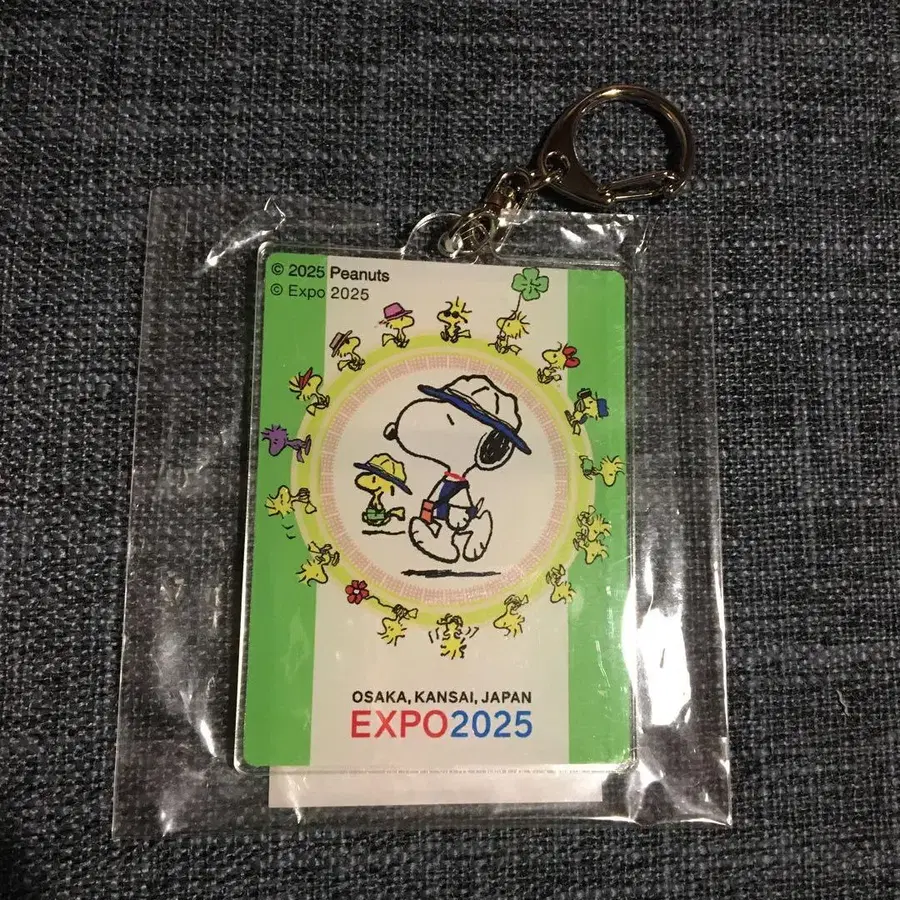 © 2025 Peanuts
© Expo 2025
OSAKA, KANSAI, JAPAN
EXPO2025